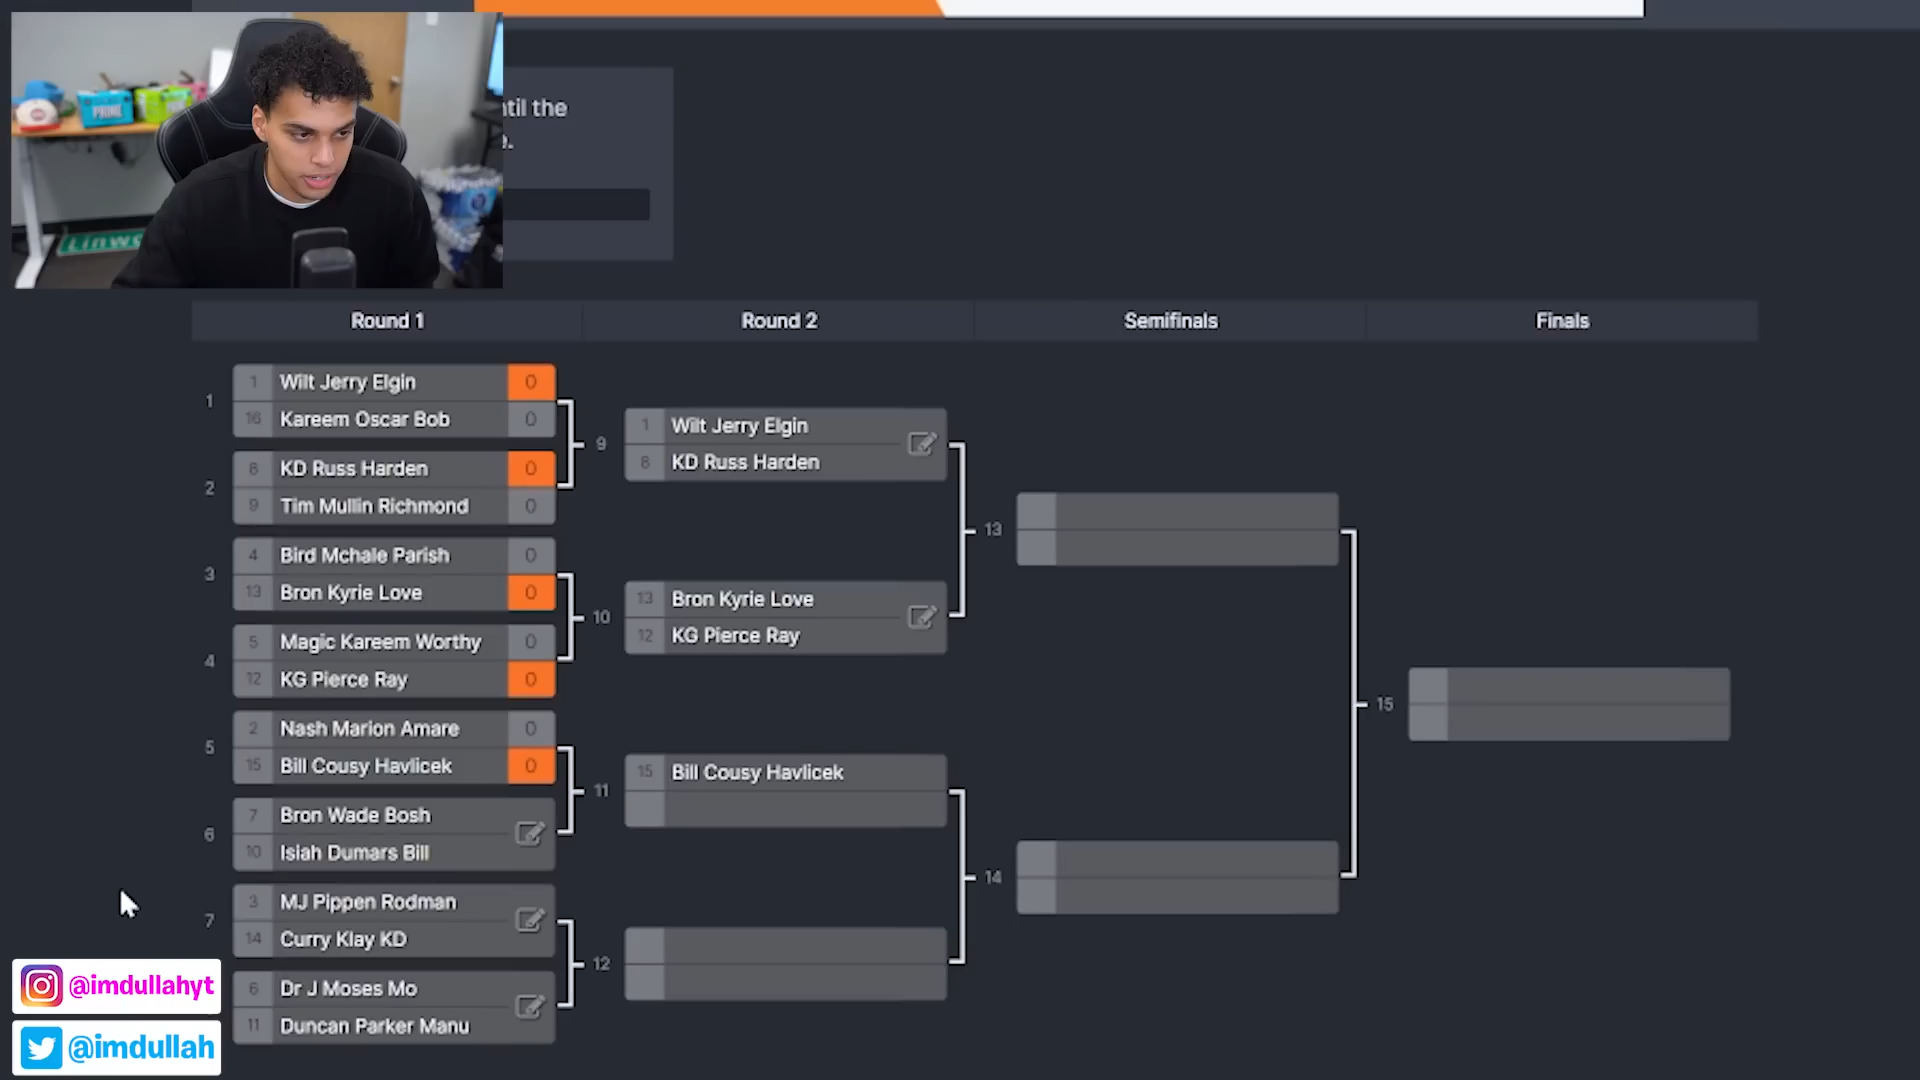 PRIME
Linwo
til the
e.
Round 1
Round 2
Semifinals
Finals
1
1 Wilt Jerry Elgin 0
16 Kareem Oscar Bob 0
2
8 KD Russ Harden 0
9 Tim Mullin Richmond 0
3
4 Bird Mchale Parish 0
13 Bron Kyrie Love 0
4
5 Magic Kareem Worthy 0
12 KG Pierce Ray 0
5
2 Nash Marion Amare 0
15 Bill Cousy Havlicek 0
6
7 Bron Wade Bosh
10 Isiah Dumars Bill
7
3 MJ Pippen Rodman
14 Curry Klay KD
6 Dr J Moses Mo
11 Duncan Parker Manu
9
1 Wilt Jerry Elgin
8 KD Russ Harden
10
13 Bron Kyrie Love
12 KG Pierce Ray
11
15 Bill Cousy Havlicek
12
13
14
15
@imdullahyt
@imdullah